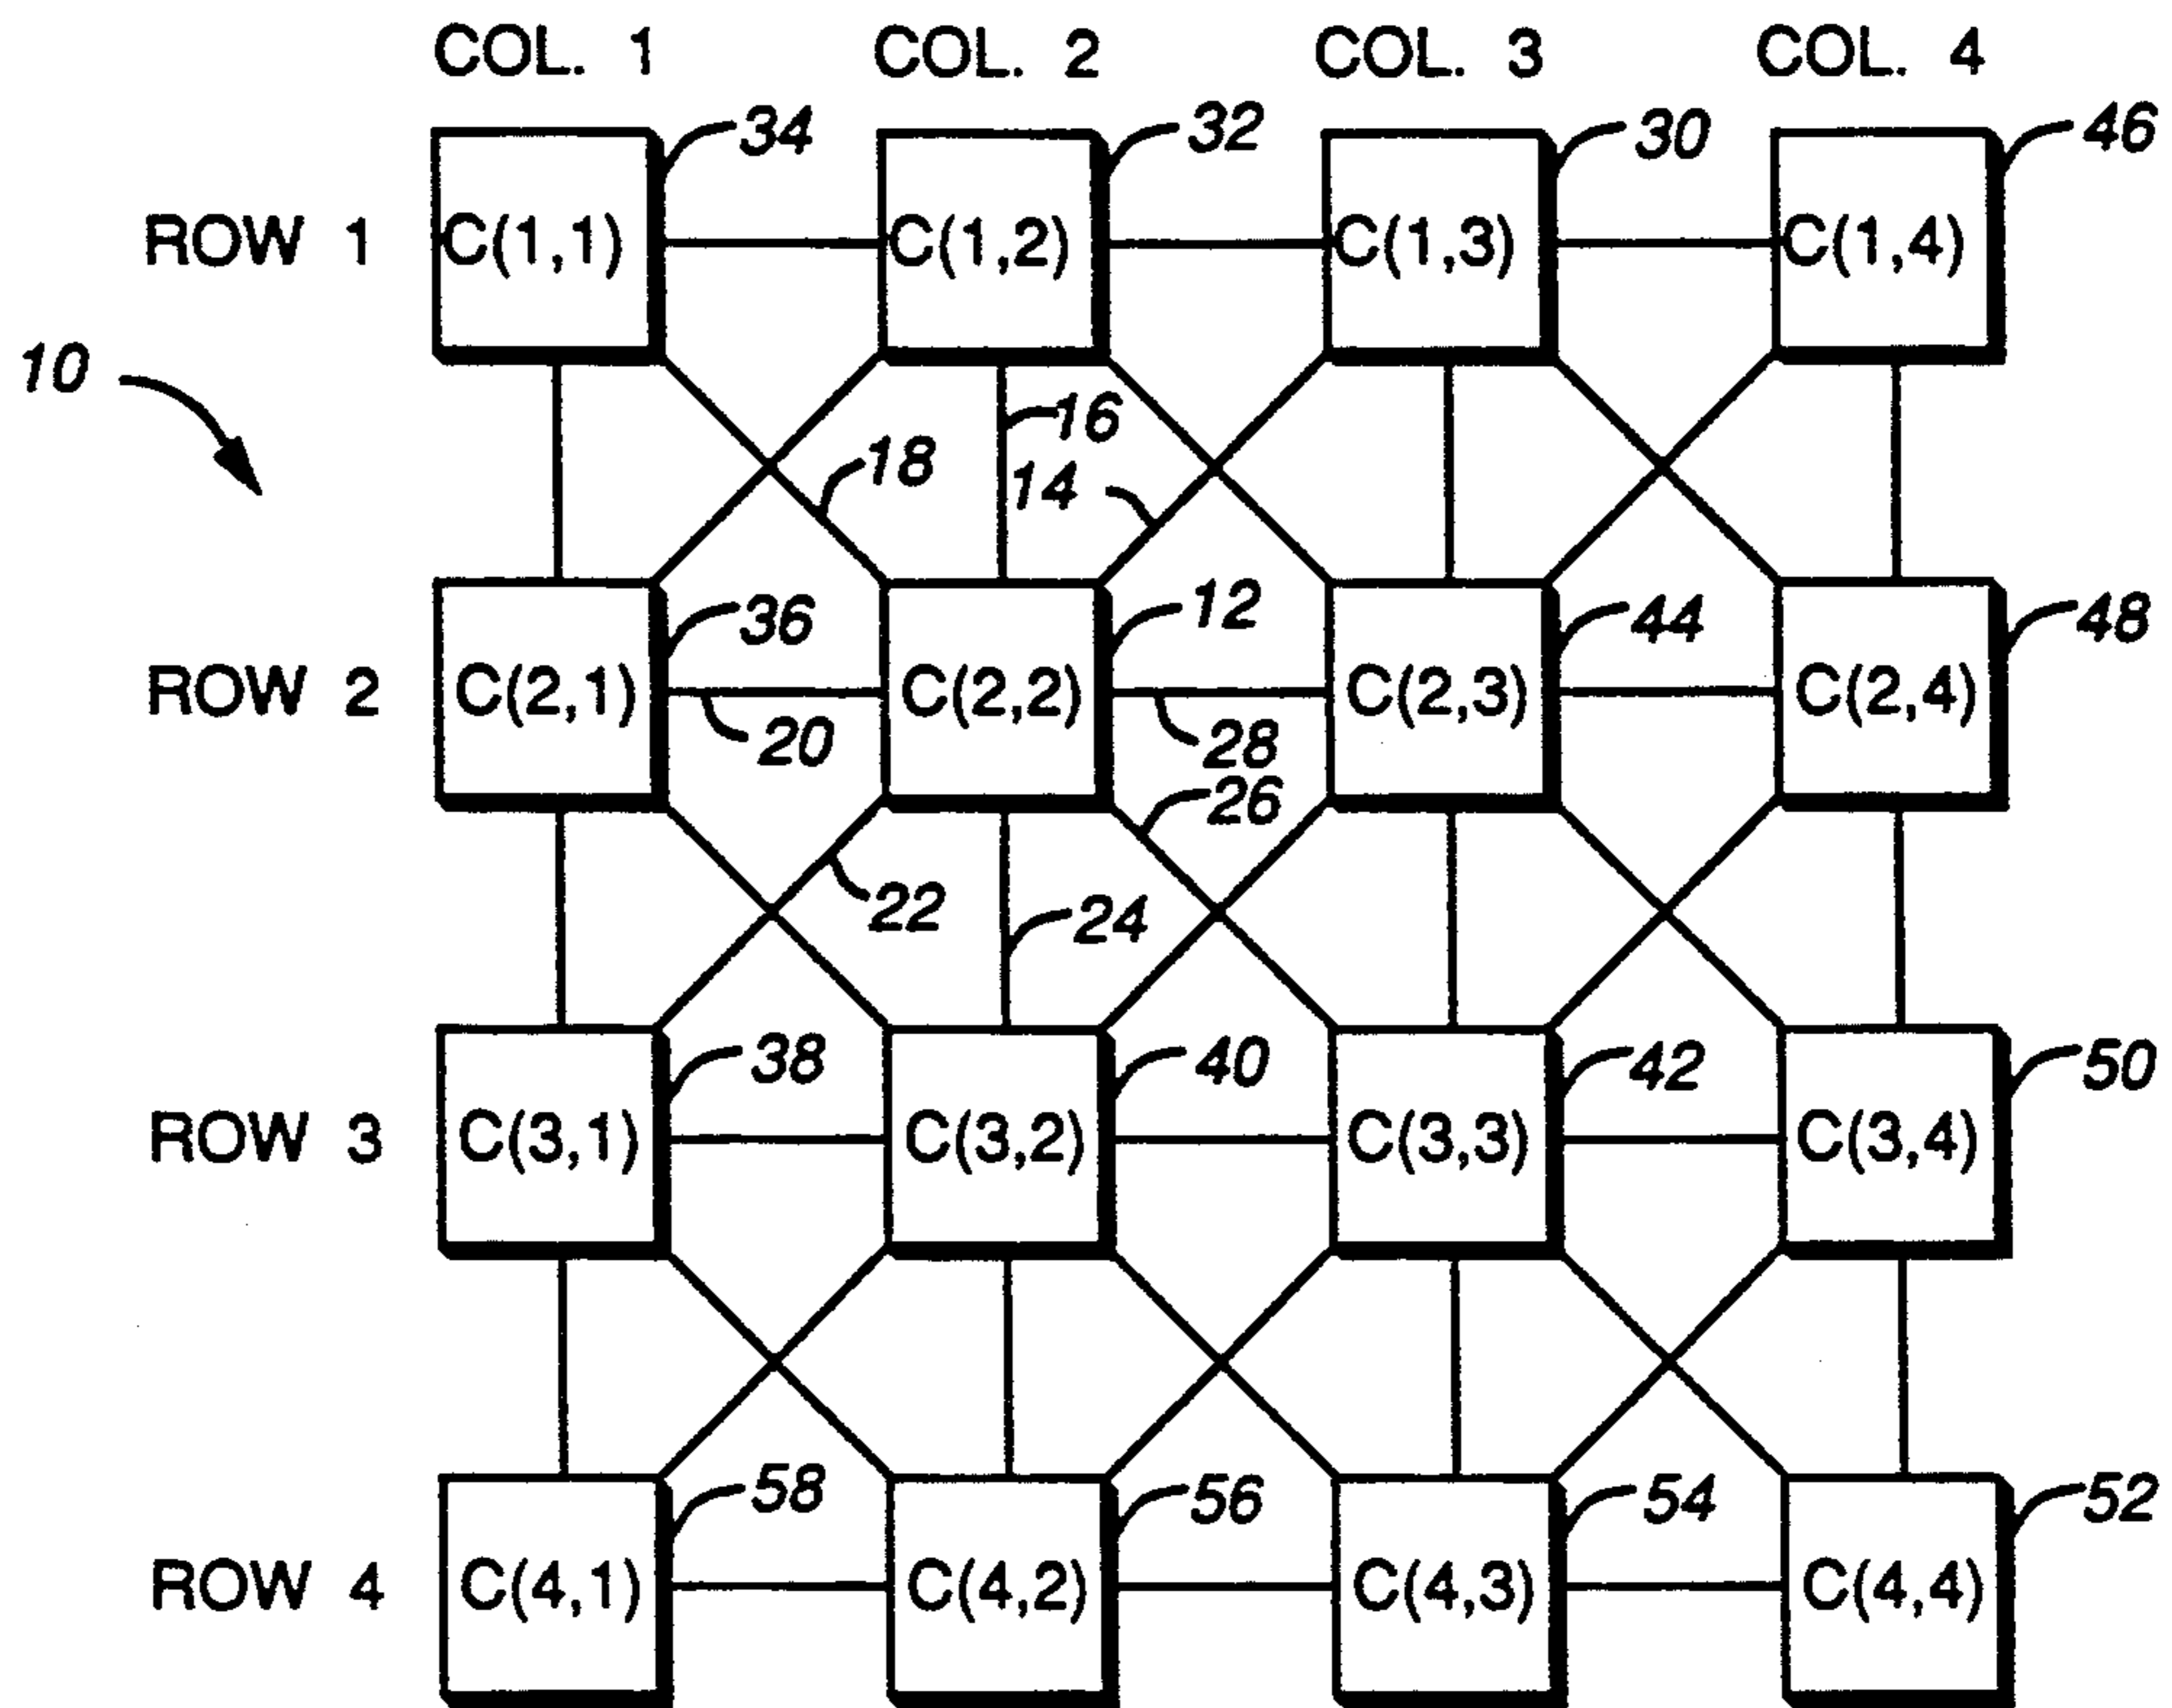 COL. 1 COL. 2 COL. 3 COL. 4
34 32 30 46
ROW 1 C(1,1) C(1,2) C(1,3) C(1,4)
10
16
18 14
36 12 44 48
ROW 2 C(2,1) C(2,2) C(2,3) C(2,4)
20 28
26
22 24
38 40 42 50
ROW 3 C(3,1) C(3,2) C(3,3) C(3,4)
58 56 54 52
ROW 4 C(4,1) C(4,2) C(4,3) C(4,4)